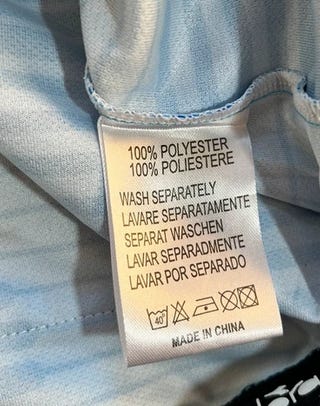 100% POLYESTER
100% POLIESTERE
WASH SEPARATELY
LAVARE SEPARATAMENTE
SEPARAT WASCHEN
LAVAR SEPARADMENTE
LAVAR POR SEPARADO
40°
MADE IN CHINA